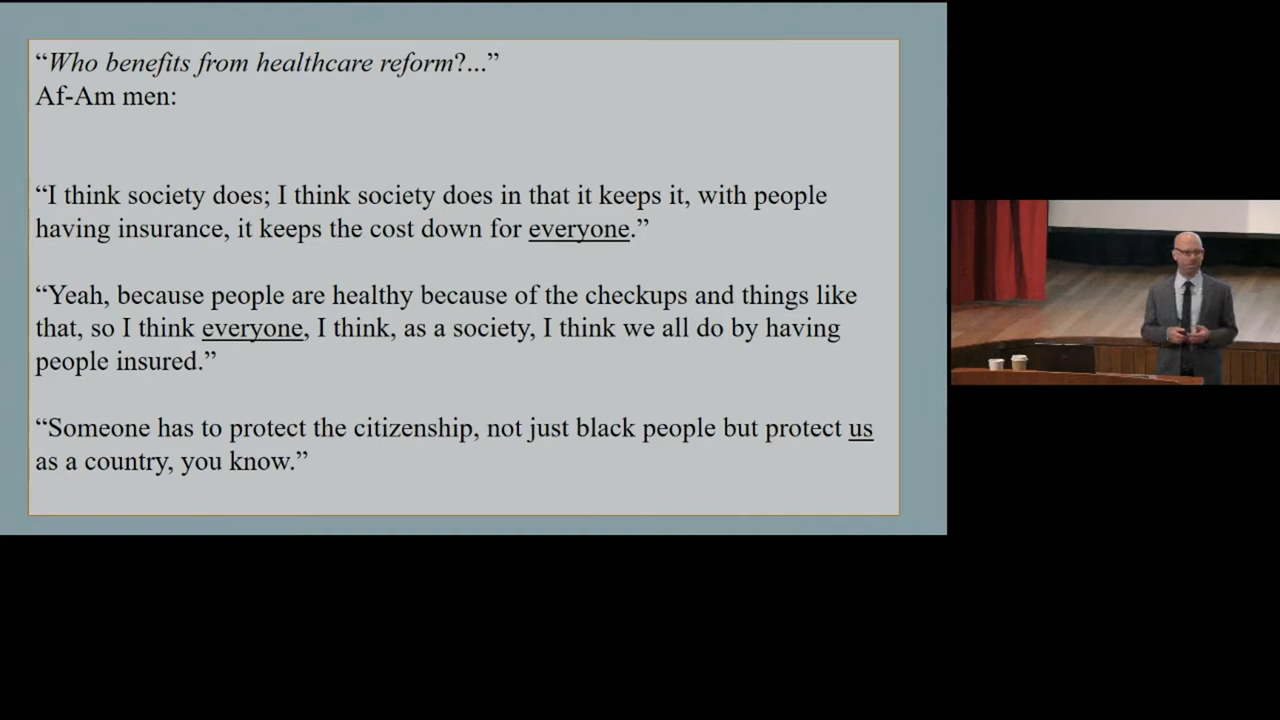 “Who benefits from healthcare reform?...”
Af-Am men:
“I think society does; I think society does in that it keeps it, with people
having insurance, it keeps the cost down for everyone.”
“Yeah, because people are healthy because of the checkups and things like
that, so I think everyone, I think, as a society, I think we all do by having
people insured.”
“Someone has to protect the citizenship, not just black people but protect us
as a country, you know.”